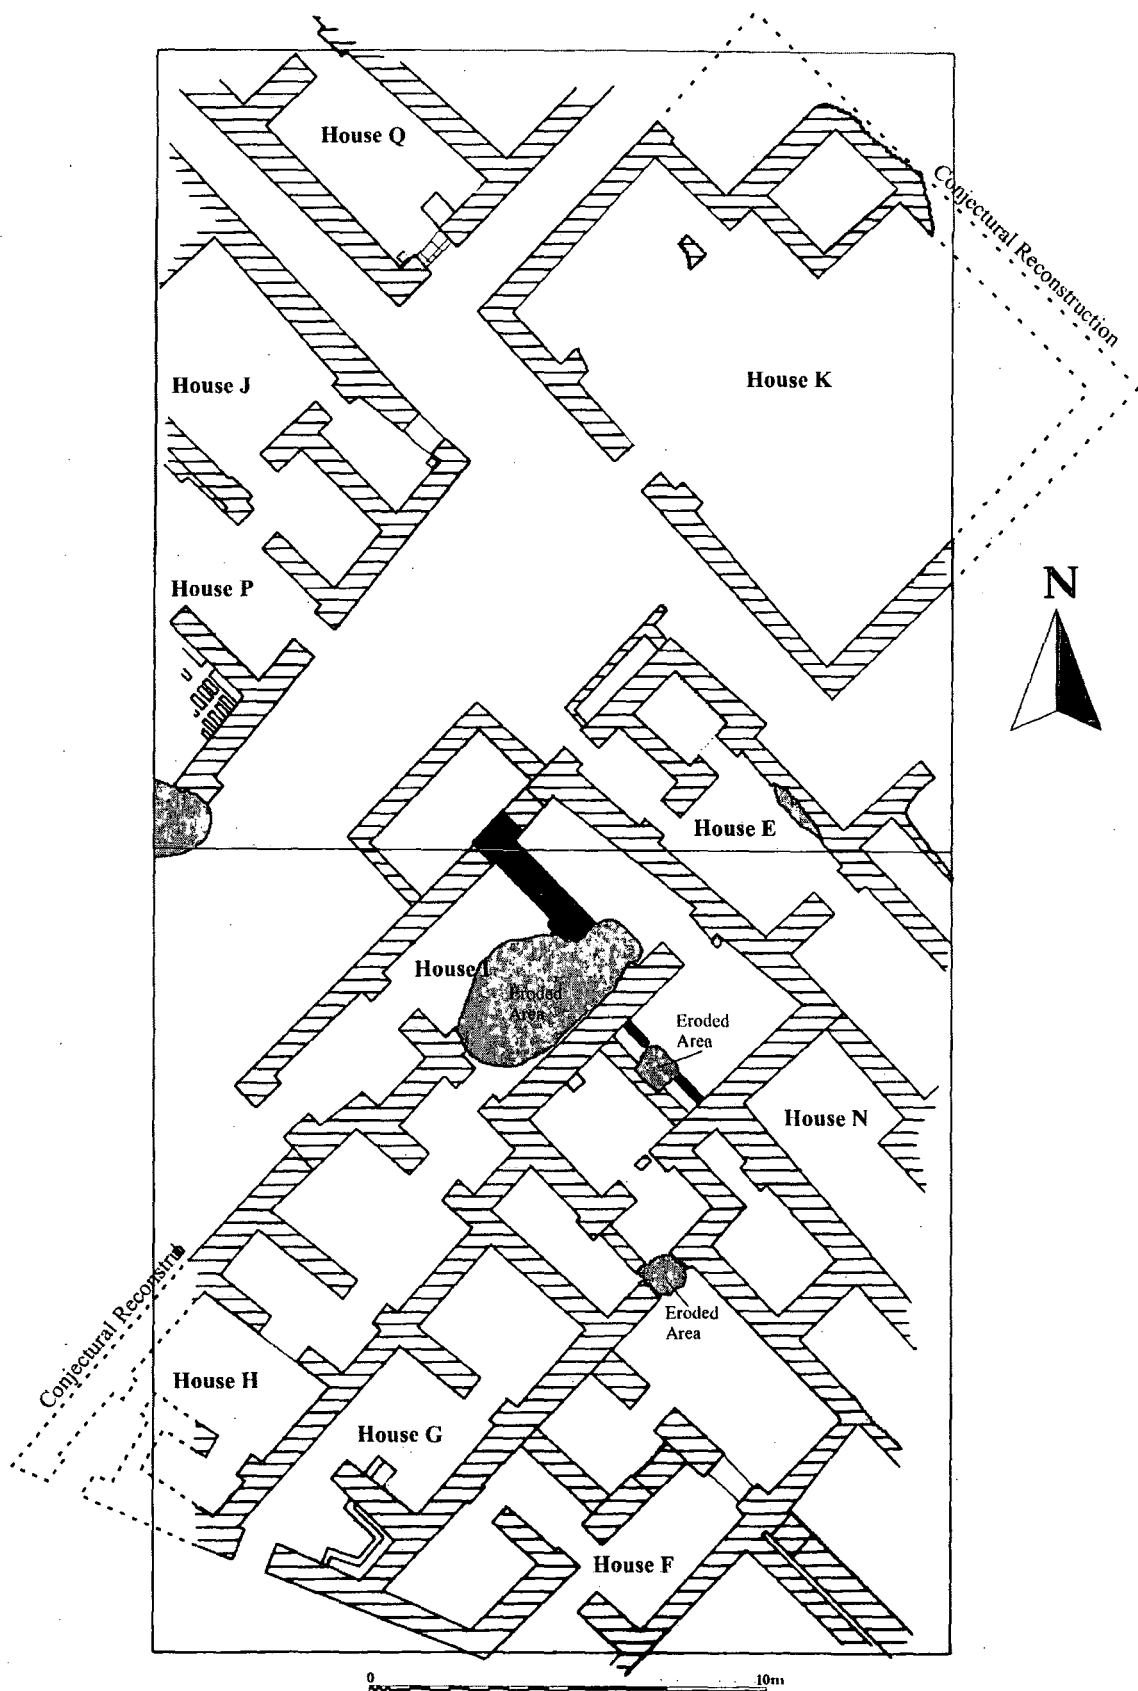 House Q
Conjectural Reconstruction
House J
House K
N
House P
House E
House I
Eroded
Area
Eroded
Area
House N
Conjectural
Eroded
Area
House H
House G
House F
0
10m